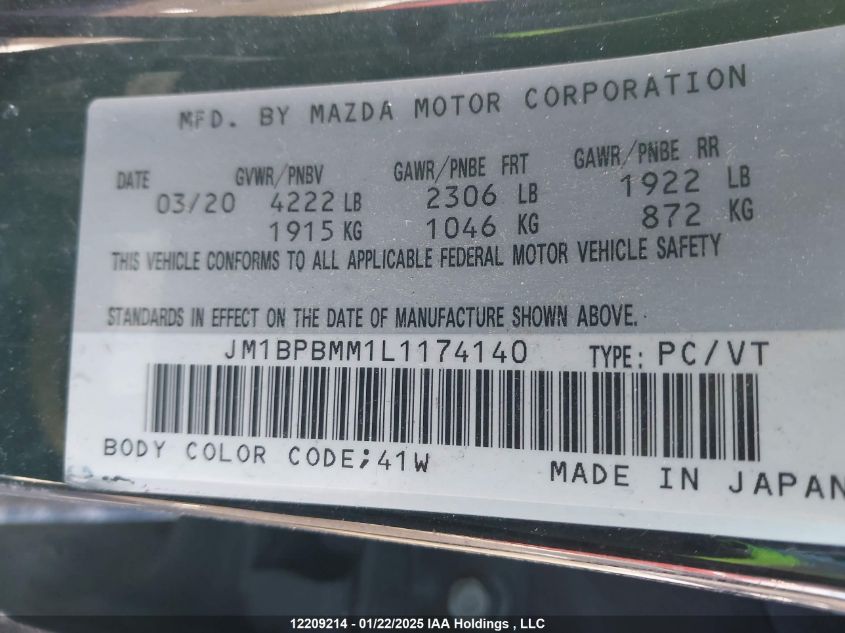 MFD. BY MAZDA MOTOR CORPORATION
DATE GVWR/PNBV GAWR/PNBE FRT GAWR/PNBE RR
03/20 4222 LB 2306 LB 1922 LB
1915 KG 1046 KG 872 KG
THIS VEHICLE CONFORMS TO ALL APPLICABLE FEDERAL MOTOR VEHICLE SAFETY
STANDARDS IN EFFECT ON THE DATE OF MANUFACTURE SHOWN ABOVE.
JM1BPBMM1L1174140 TYPE: PC/VT
BODY COLOR CODE;41W MADE IN JAPAN
12209214 - 01/22/2025 IAA Holdings , LLC